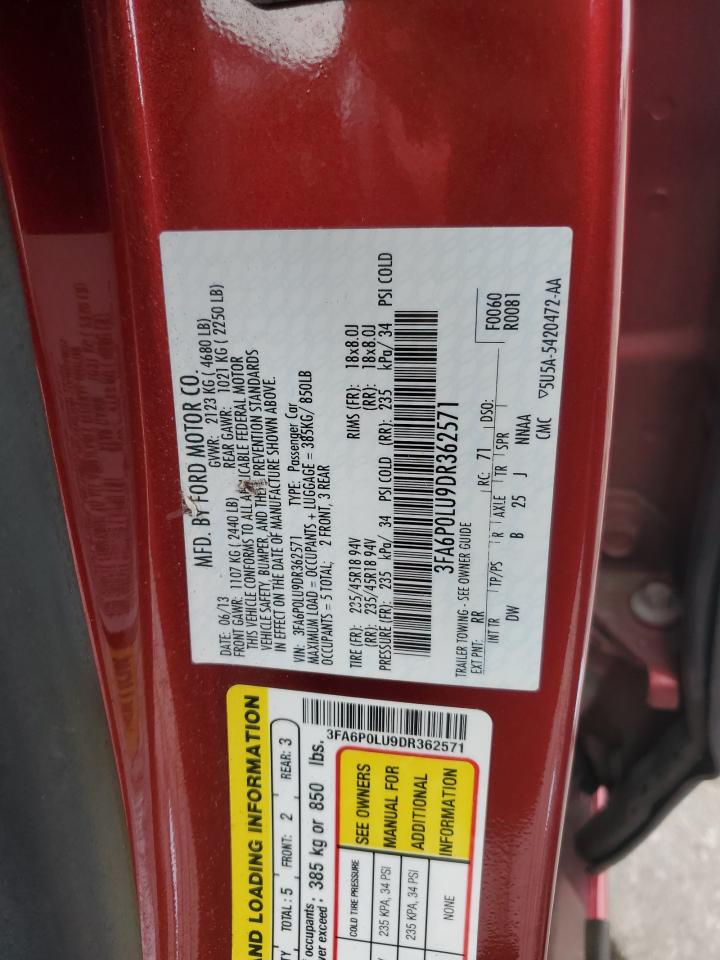 MFD. BY FORD MOTOR CO.
DATE: 06/13 GVWR: 2123 KG ( 4680 LB)
FRONT GAWR: 1107 KG ( 2440 LB) REAR GAWR: 1021 KG ( 2250 LB)
THIS VEHICLE CONFORMS TO ALL APPLICABLE FEDERAL MOTOR
VEHICLE SAFETY, BUMPER, AND THEFT PREVENTION STANDARDS
IN EFFECT ON THE DATE OF MANUFACTURE SHOWN ABOVE.
VIN: 3FA6P0LU9DR362571 TYPE: Passenger Car
MAXIMUM LOAD = OCCUPANTS + LUGGAGE = 385KG/ 850LB
OCCUPANTS = 5 TOTAL; 2 FRONT, 3 REAR
TIRE (FR): 235/45R18 94V RIMS (FR): 18x8.0J
(RR): 235/45R18 94V (RR): 18x8.0J
PRESSURE (FR): 235 kPa/ 34 PSI COLD (RR): 235 kPa/ 34 PSI COLD
3FA6P0LU9DR362571
TRAILER TOWING - SEE OWNER GUIDE
EXT PNT: RR RC: 71 DSO: F0060
R0081
INT TR TP/PS R AXLE TR SPR
DW B 25 J NNAA
CMC ▽5U5A-5420472-AA
AND LOADING INFORMATION
TOTAL : 5 FRONT: 2 REAR: 3
occupants
exceed : 385 kg or 850 lbs.
3FA6P0LU9DR362571
COLD TIRE PRESSURE
235 KPA, 34 PSI
235 KPA, 34 PSI
NONE
SEE OWNERS
MANUAL FOR
ADDITIONAL
INFORMATION